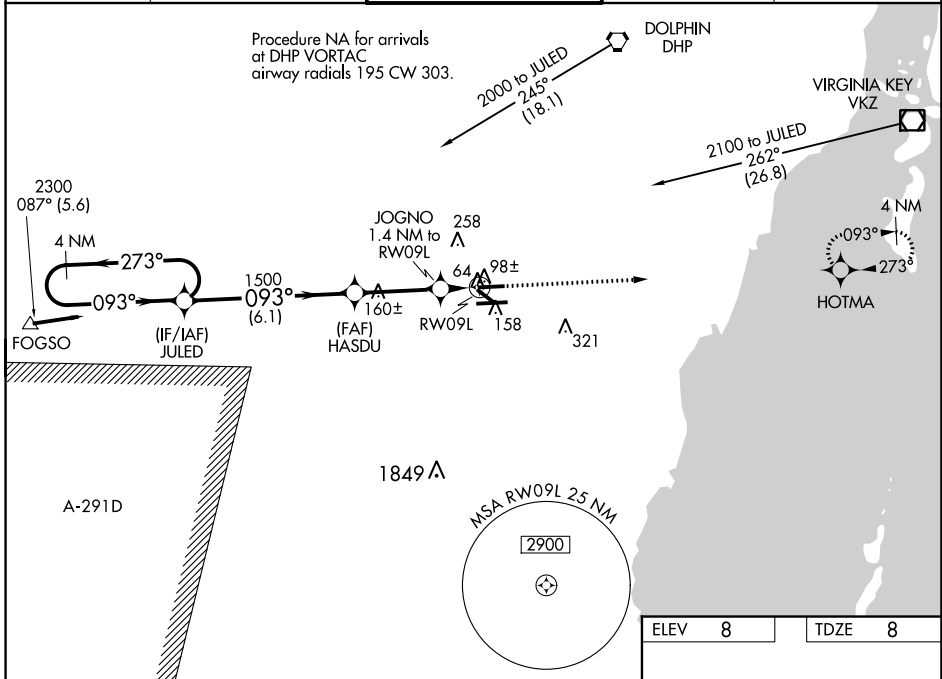 Procedure NA for arrivals
at DHP VORTAC
airway radials 195 CW 303.
DOLPHIN
DHP
2000 to JULED
245°
(18.1)
VIRGINIA KEY
VKZ
2100 to JULED
262°
(26.8)
2300
087° (5.6)
4 NM
273°
093°
FOGSO
(IF/IAF)
JULED
1500
093°
(6.1)
(FAF)
HASDU
160±
JOGNO
1.4 NM to
RW09L
258
64
98±
RW09L
158
321
4 NM
093°
273°
HOTMA
A-291D
1849
MSA RW09L 25 NM
2900
ELEV 8
TDZE 8